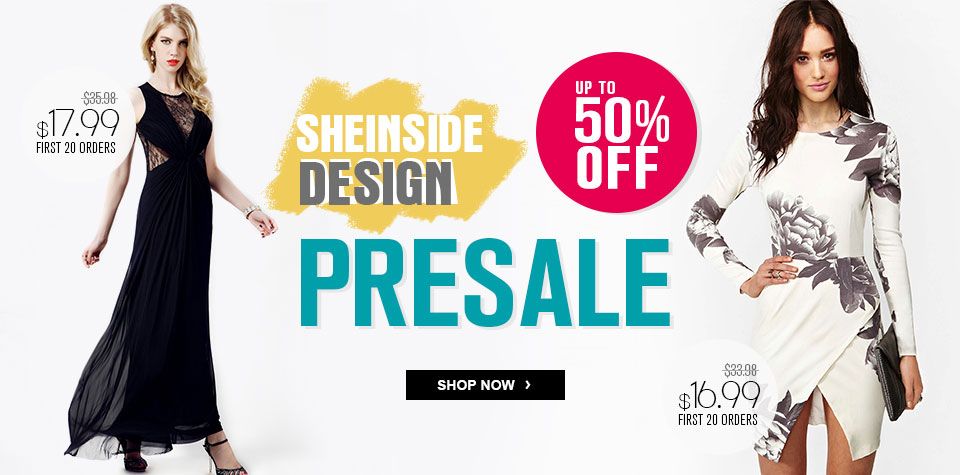 $35.98
$17.99
FIRST 20 ORDERS
SHEINSIDE
DESIGN
UP TO
50%
OFF
PRESALE
SHOP NOW ›
$33.98
$16.99
FIRST 20 ORDERS